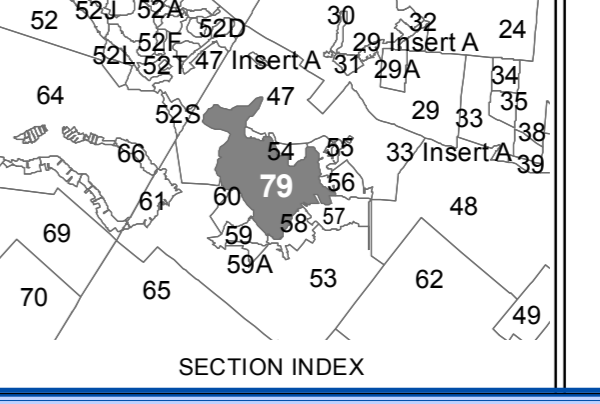 52
52J
52A
30
32
24
52F
52D
29 Insert A
52L
52T
47 Insert A
31
29A
34
64
47
35
52S
29
33
38
66
54
55
33 Insert A
39
79
56
61
60
48
57
58
69
59
59A
53
62
65
70
49
SECTION INDEX